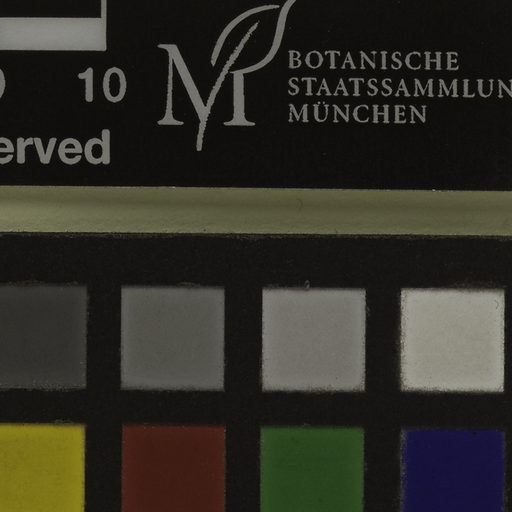 10
erved
M
BOTANISCHE
STAATSSAMMLUN
MÜNCHEN